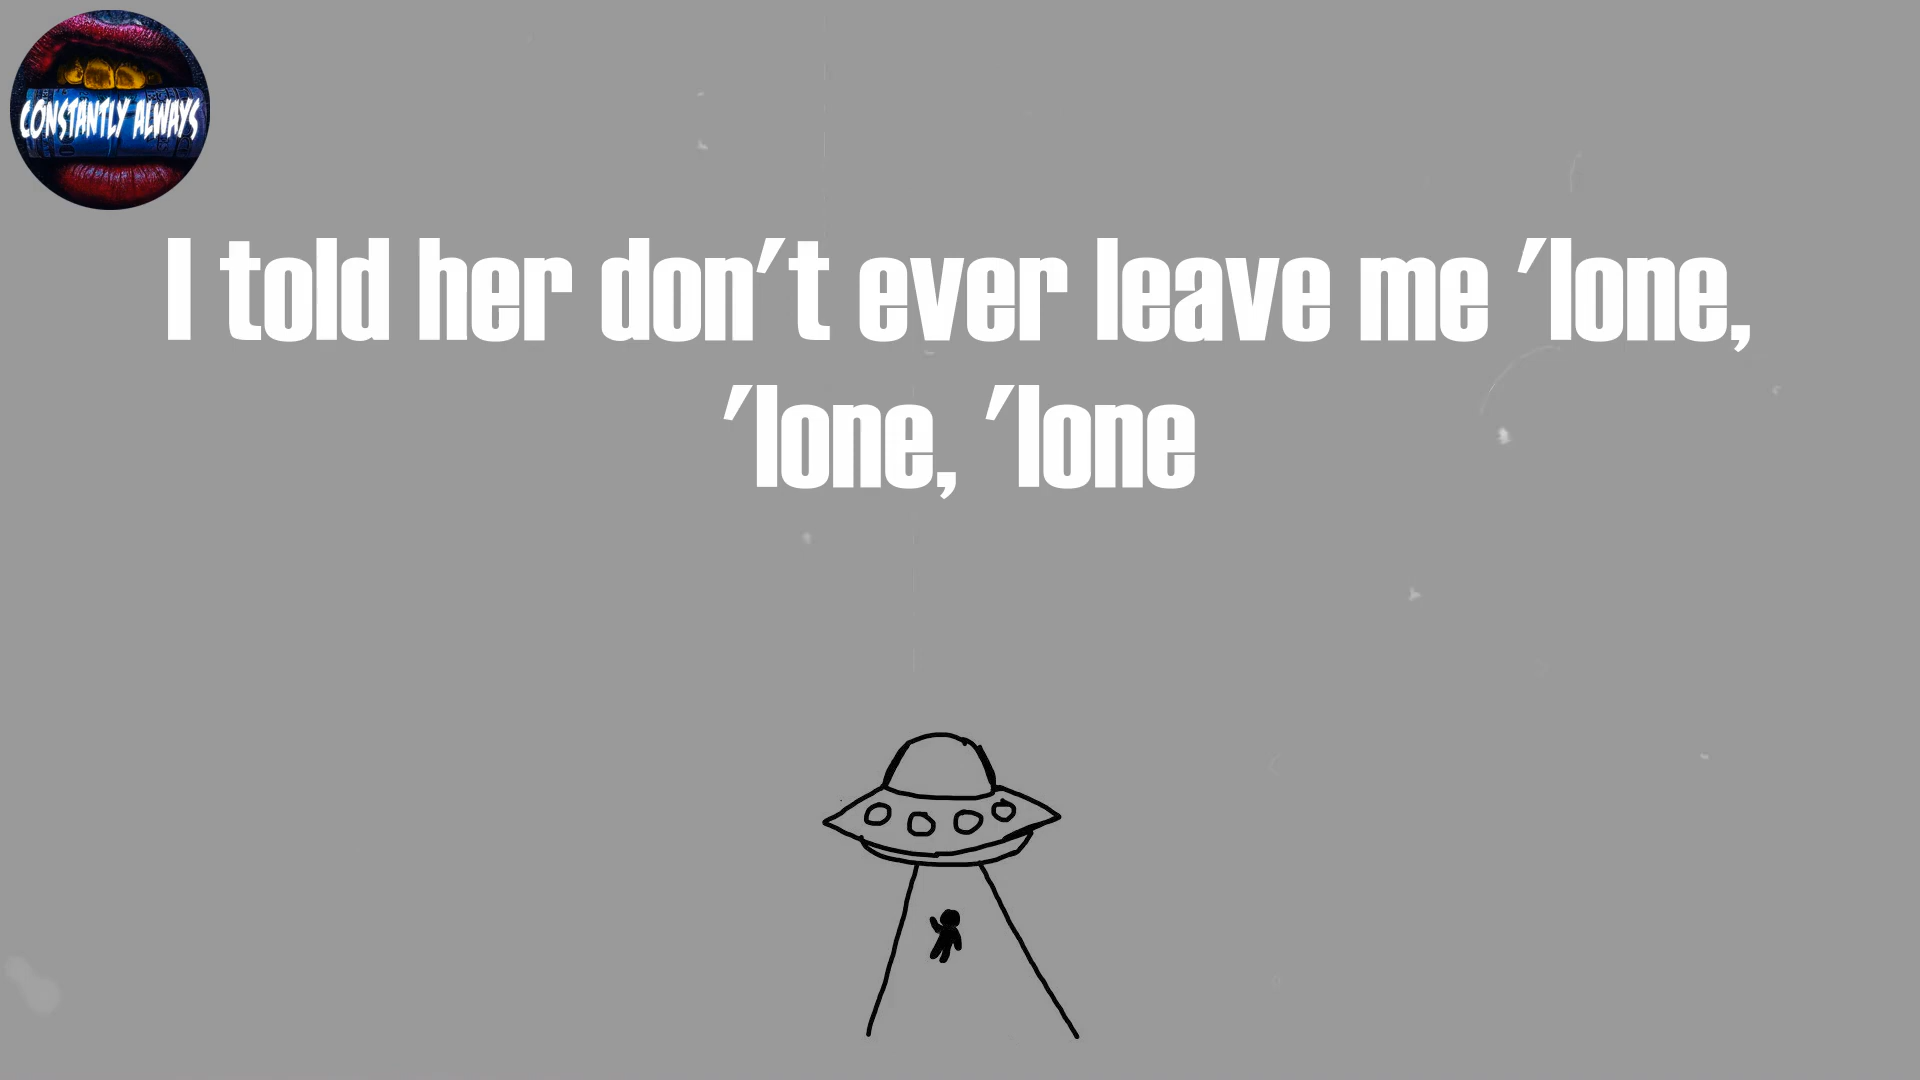 CONSTANTLY ALWAYS
I told her don't ever leave me 'lone,
'lone, 'lone